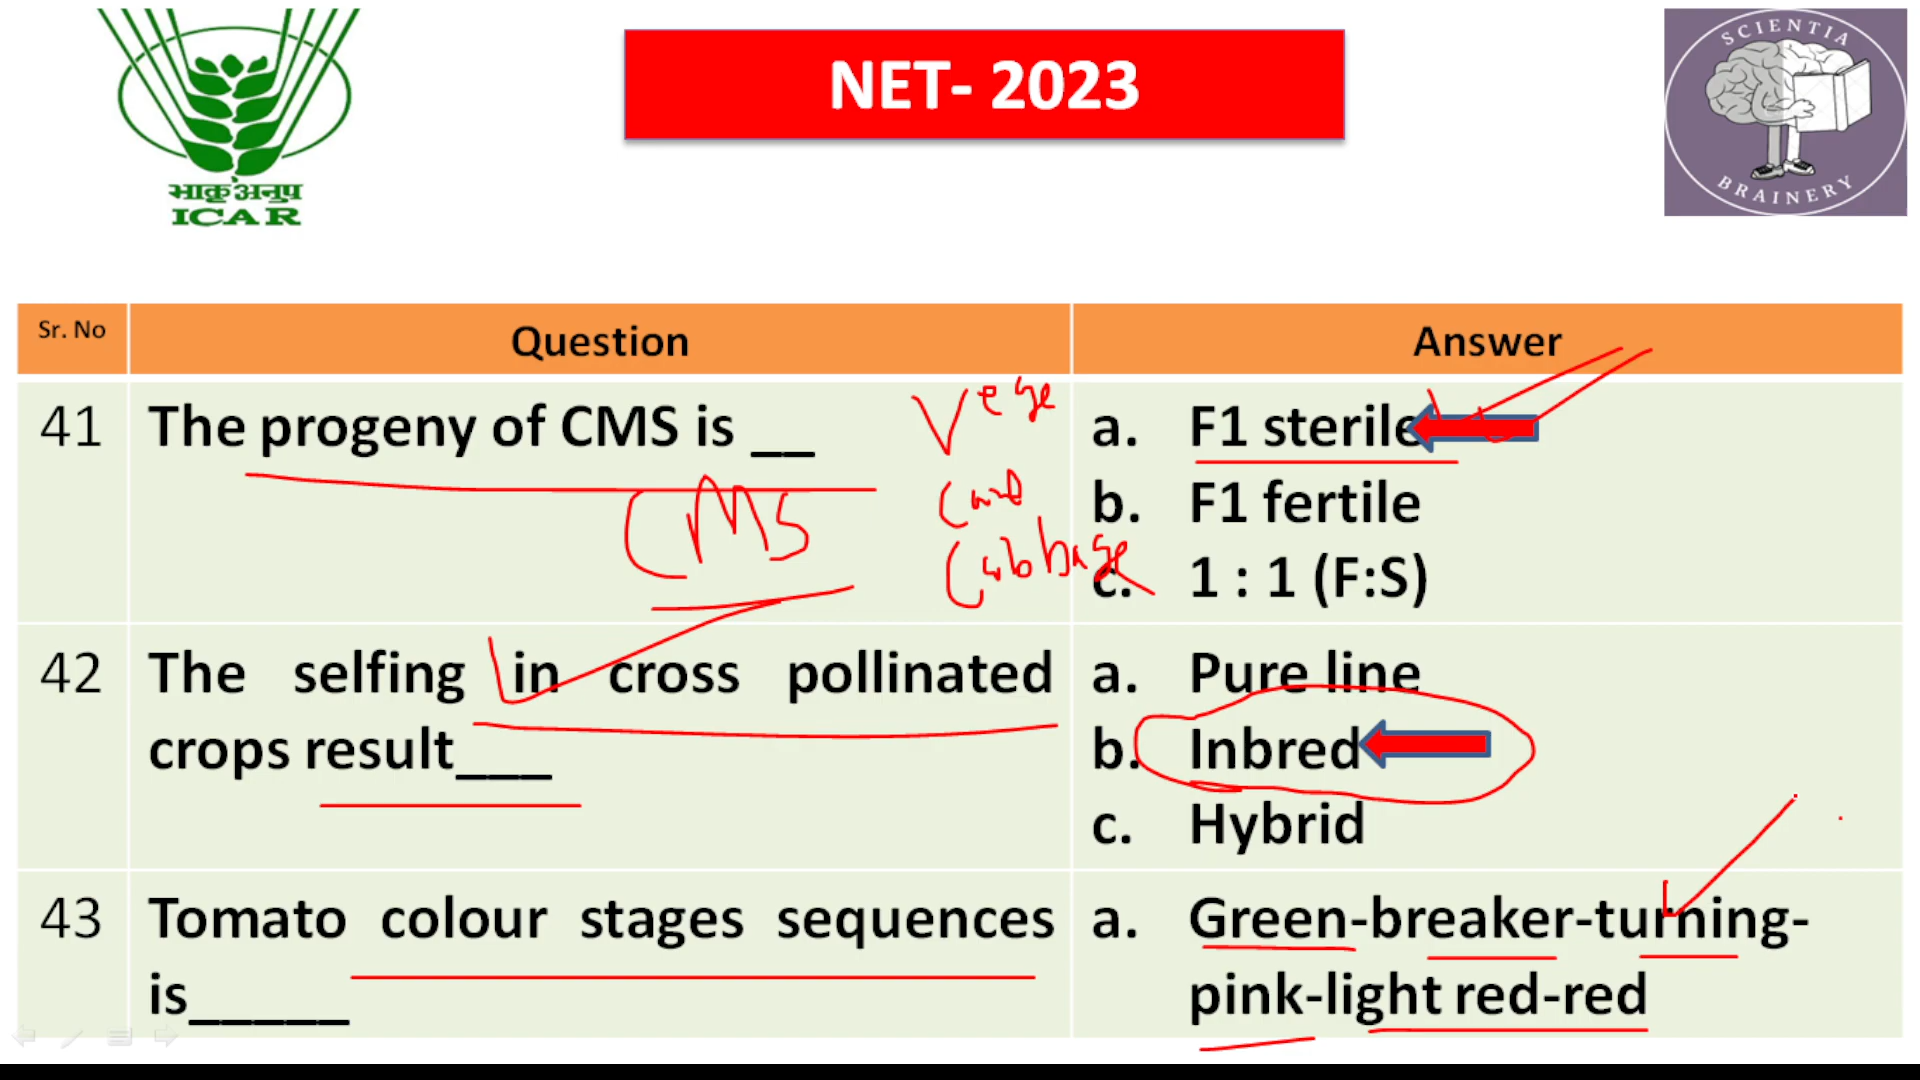 भाकृअनुप
ICAR
NET- 2023
SCIENTIA
BRAINERY
Sr. No
Question
Answer
41
The progeny of CMS is __
a. F1 sterile
b. F1 fertile
c. 1 : 1 (F:S)
Vege
CMS
Cabbage
42
The selfing in cross pollinated
crops result___
a. Pure line
b. Inbred
c. Hybrid
43
Tomato colour stages sequences
is_____
a. Green-breaker-turning-
pink-light red-red